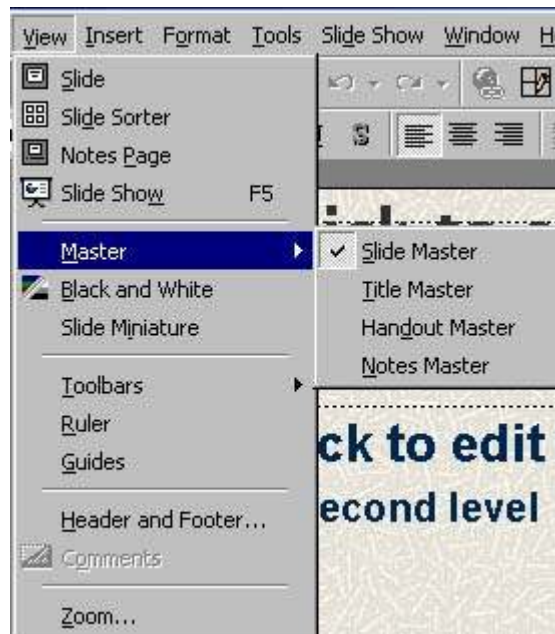 View Insert Format Tools Slide Show Window H
Slide
Slide Sorter
Notes Page
Slide Show F5
Master
Slide Master
Title Master
Handout Master
Notes Master
Black and White
Slide Miniature
Toolbars
Ruler
Guides
Header and Footer...
Comments
Zoom...
S
ck to edit
econd level